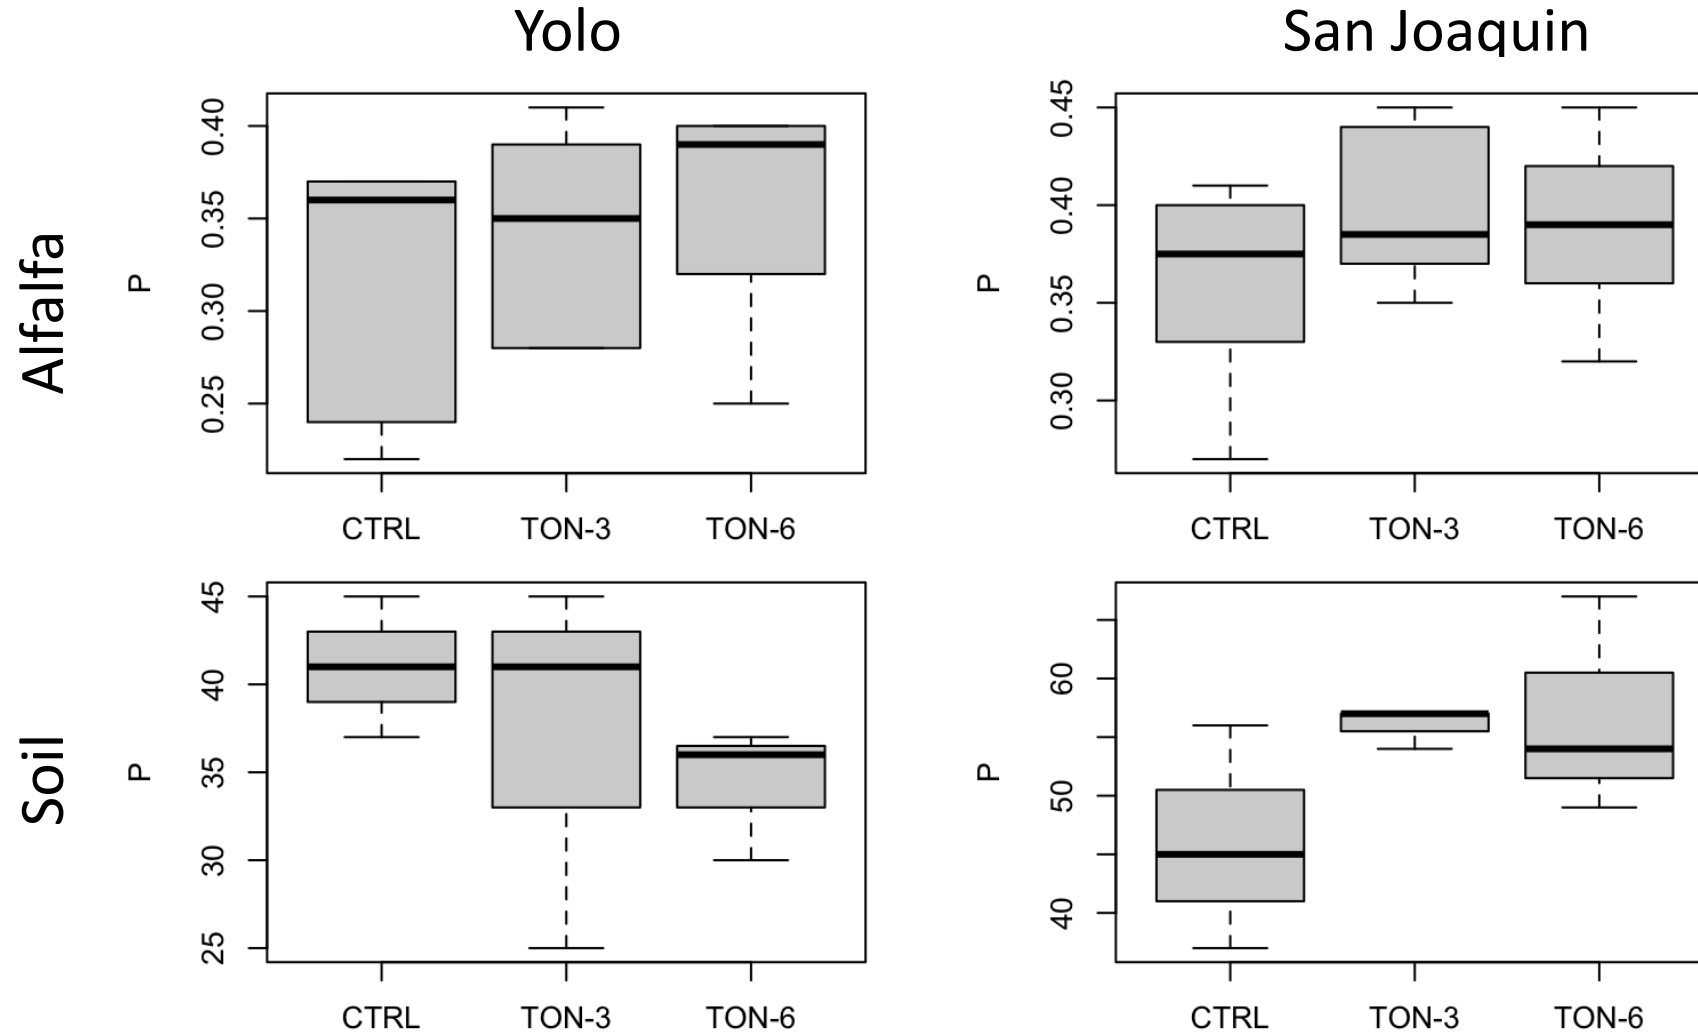 Yolo
San Joaquin
Alfalfa
P
0.25 0.30 0.35 0.40
CTRL TON-3 TON-6
P
0.30 0.35 0.40 0.45
CTRL TON-3 TON-6
Soil
P
25 30 35 40 45
CTRL TON-3 TON-6
P
40 50 60
CTRL TON-3 TON-6